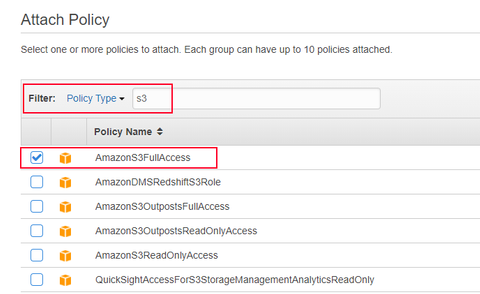 Attach Policy
Select one or more policies to attach. Each group can have up to 10 policies attached.
Filter: Policy Type s3
Policy Name
AmazonS3FullAccess
AmazonDMSRedshiftS3Role
AmazonS3OutpostsFullAccess
AmazonS3OutpostsReadOnlyAccess
AmazonS3ReadOnlyAccess
QuickSightAccessForS3StorageManagementAnalyticsReadOnly